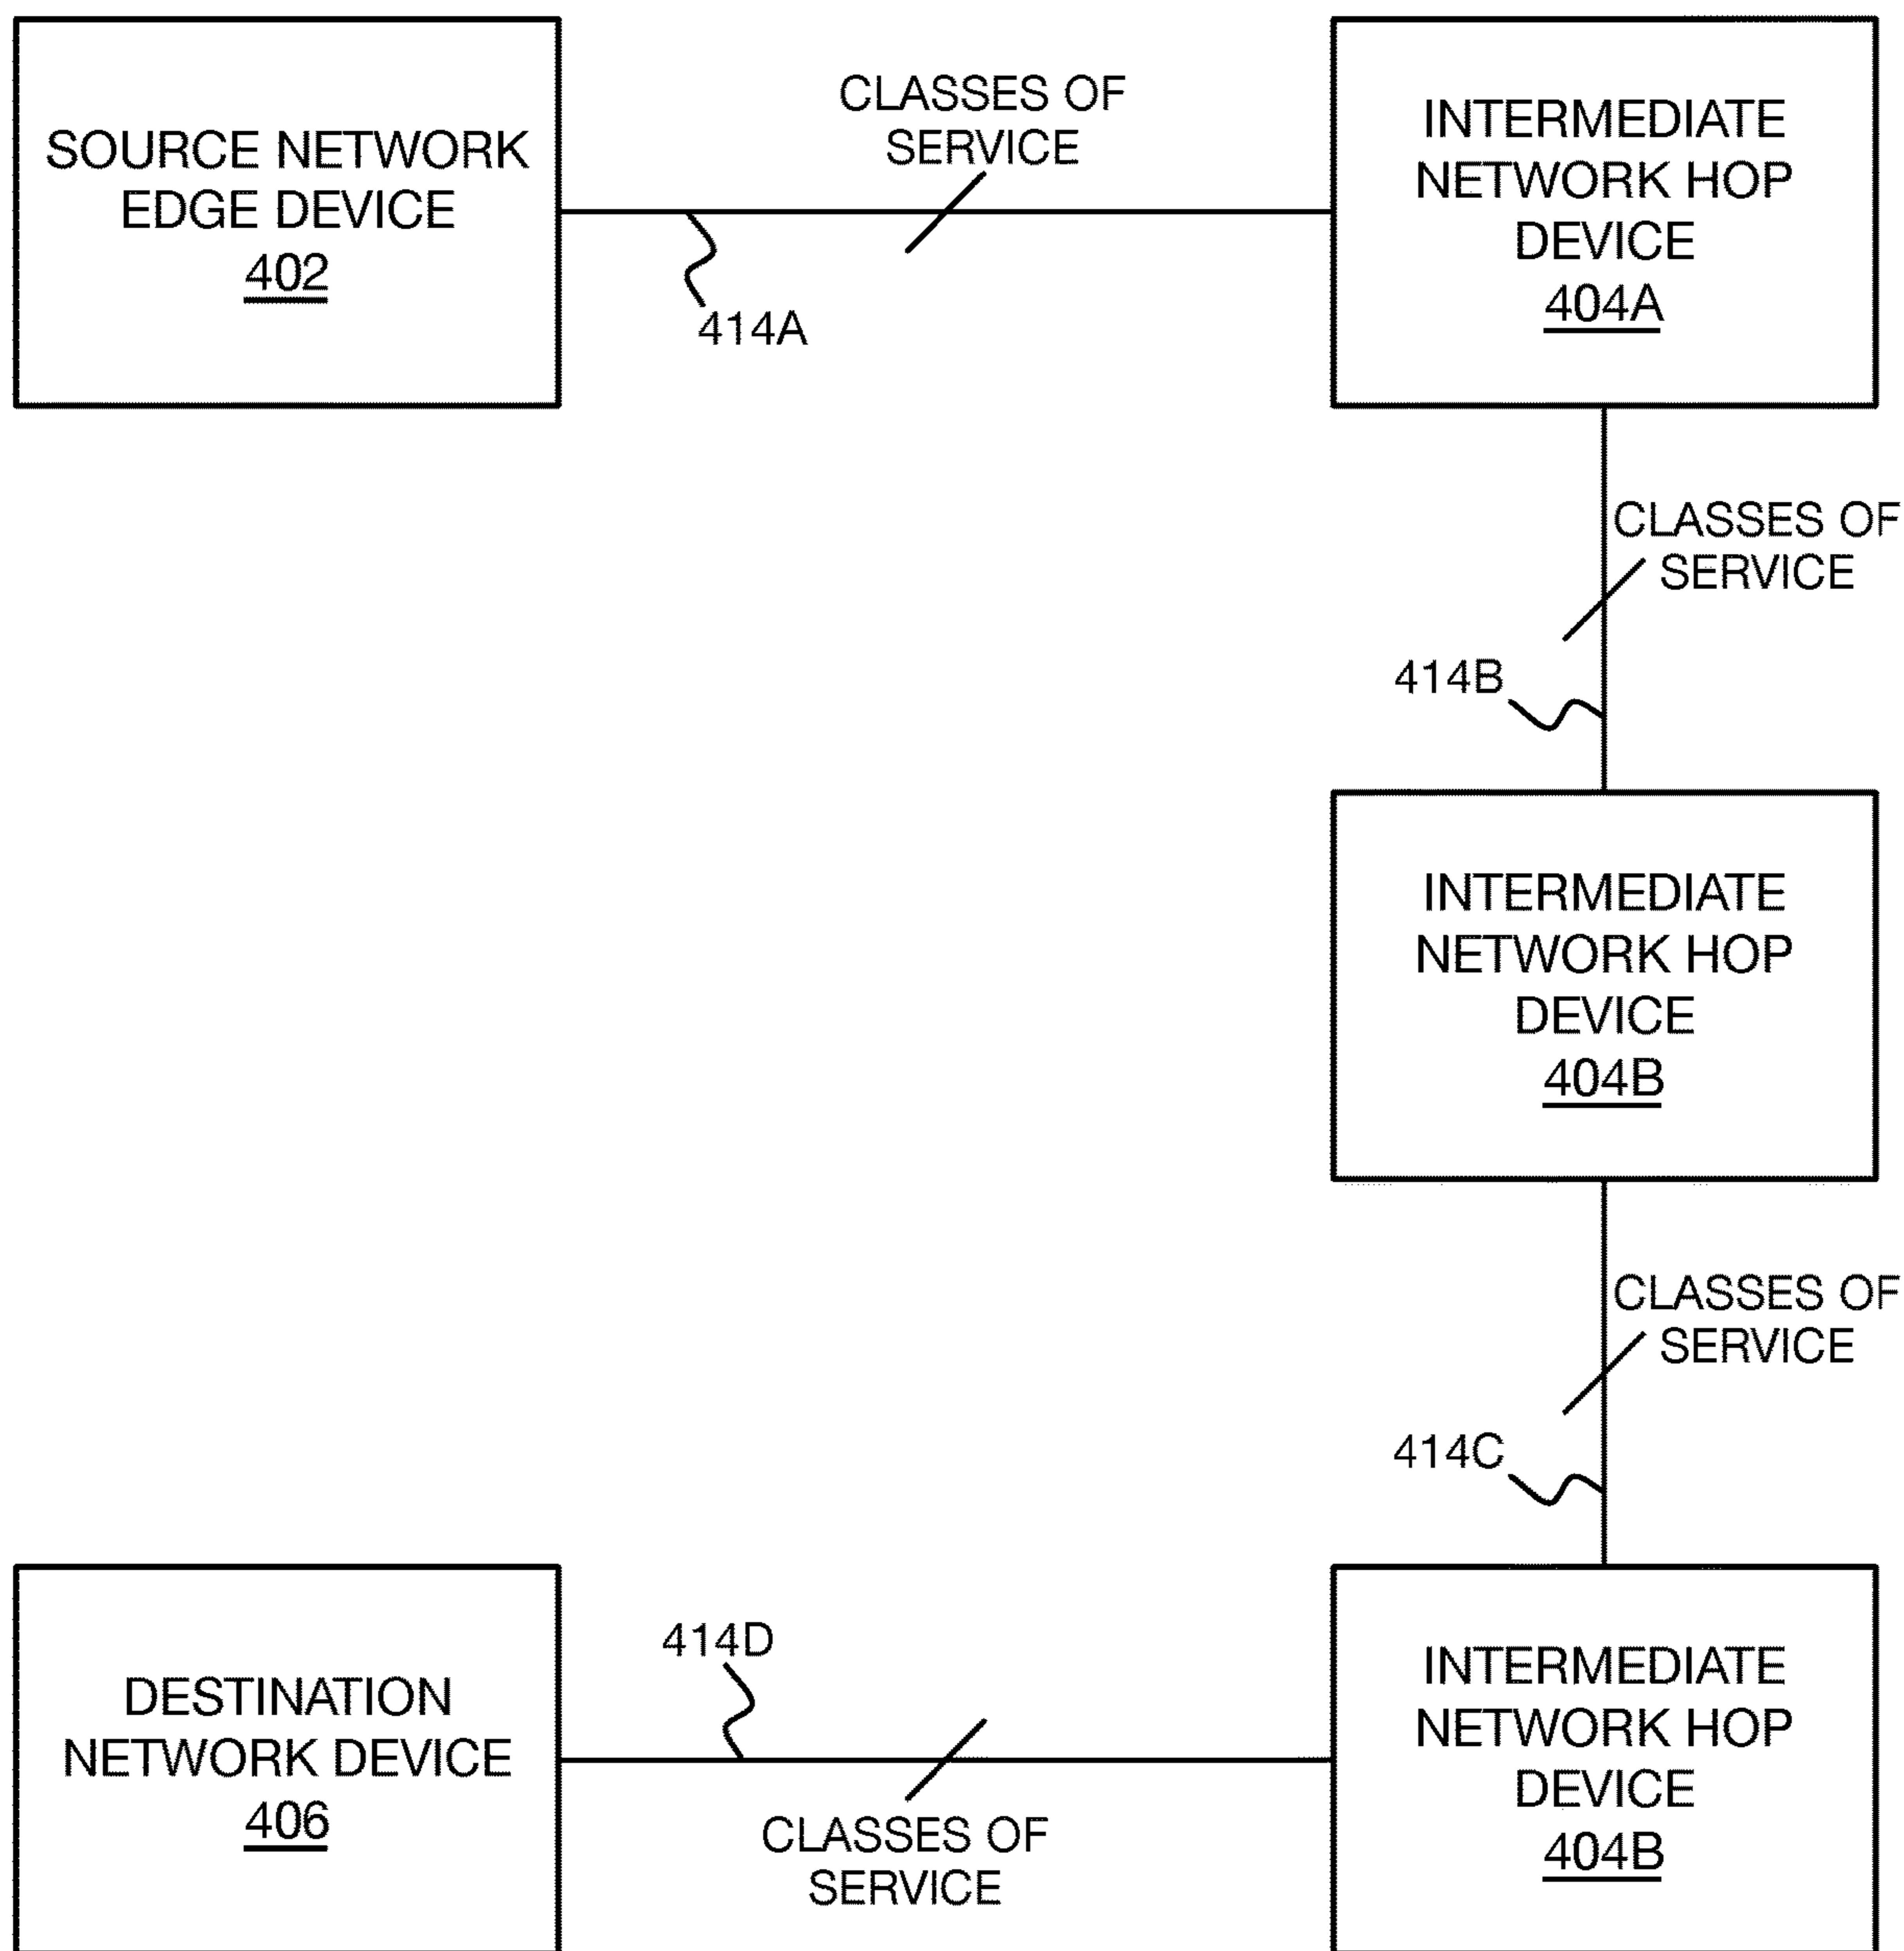 SOURCE NETWORK
EDGE DEVICE
402
CLASSES OF
SERVICE
414A
INTERMEDIATE
NETWORK HOP
DEVICE
404A
CLASSES OF
SERVICE
414B
INTERMEDIATE
NETWORK HOP
DEVICE
404B
CLASSES OF
SERVICE
414C
INTERMEDIATE
NETWORK HOP
DEVICE
404B
414D
CLASSES OF
SERVICE
DESTINATION
NETWORK DEVICE
406